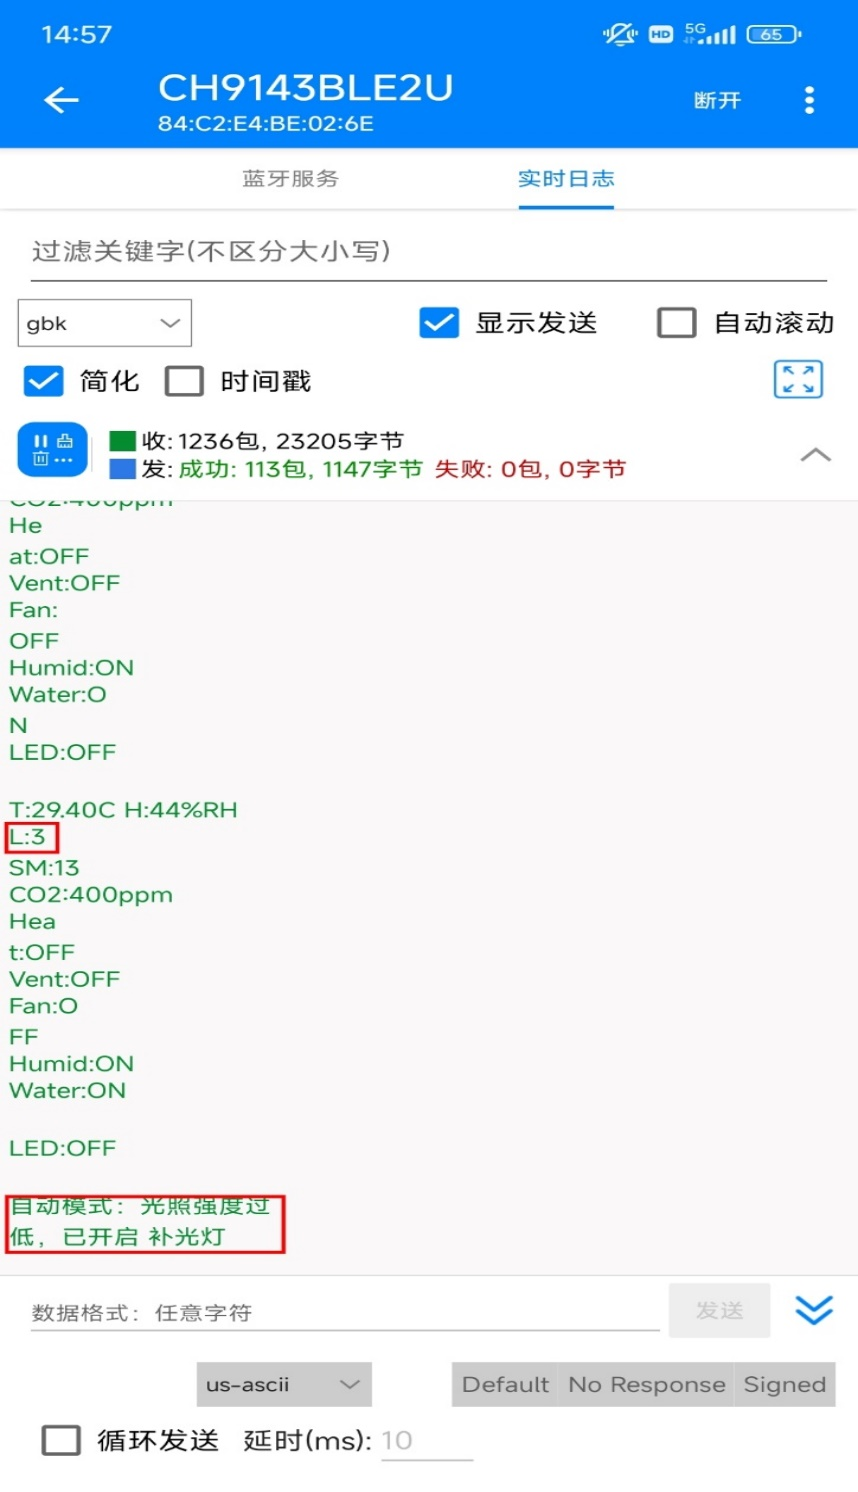 14:57
HD 5G 65
CH9143BLE2U
84:C2:E4:BE:02:6E
断开
蓝牙服务 实时日志
过滤关键字(不区分大小写)
gbk 显示发送 自动滚动
简化 时间戳
收: 1236包, 23205字节
发: 成功: 113包, 1147字节 失败: 0包, 0字节
CO2:400ppm
He
at:OFF
Vent:OFF
Fan:
OFF
Humid:ON
Water:O
N
LED:OFF
T:29.40C H:44%RH
L:3
SM:13
CO2:400ppm
Hea
t:OFF
Vent:OFF
Fan:O
FF
Humid:ON
Water:ON
LED:OFF
自动模式：光照强度过
低，已开启 补光灯
数据格式：任意字符 发送
us-ascii Default No Response Signed
循环发送 延时(ms): 10